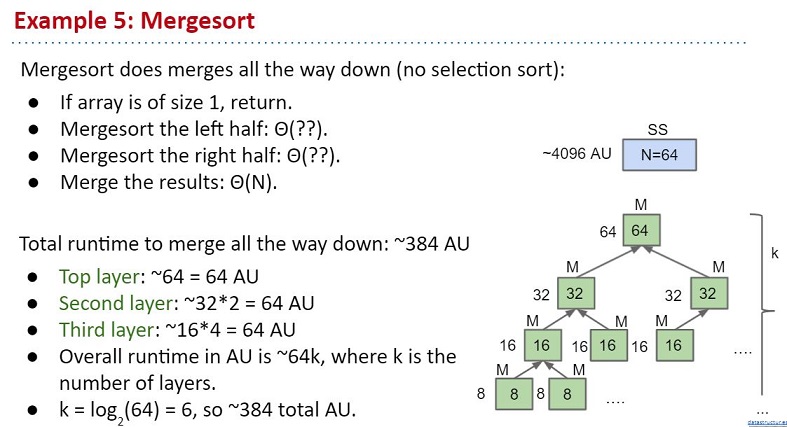 Example 5: Mergesort
Mergesort does merges all the way down (no selection sort):
● If array is of size 1, return.
● Mergesort the left half: Θ(??).
● Mergesort the right half: Θ(??).
● Merge the results: Θ(N).
Total runtime to merge all the way down: ~384 AU
● Top layer: ~64 = 64 AU
● Second layer: ~32*2 = 64 AU
● Third layer: ~16*4 = 64 AU
● Overall runtime in AU is ~64k, where k is the
number of layers.
● k = log₂(64) = 6, so ~384 total AU.
SS
~4096 AU N=64
M
64 64
k
M M
32 32 32 32
M M M
16 16 16 16 16 16
....
M M
8 8 8 8
....
...